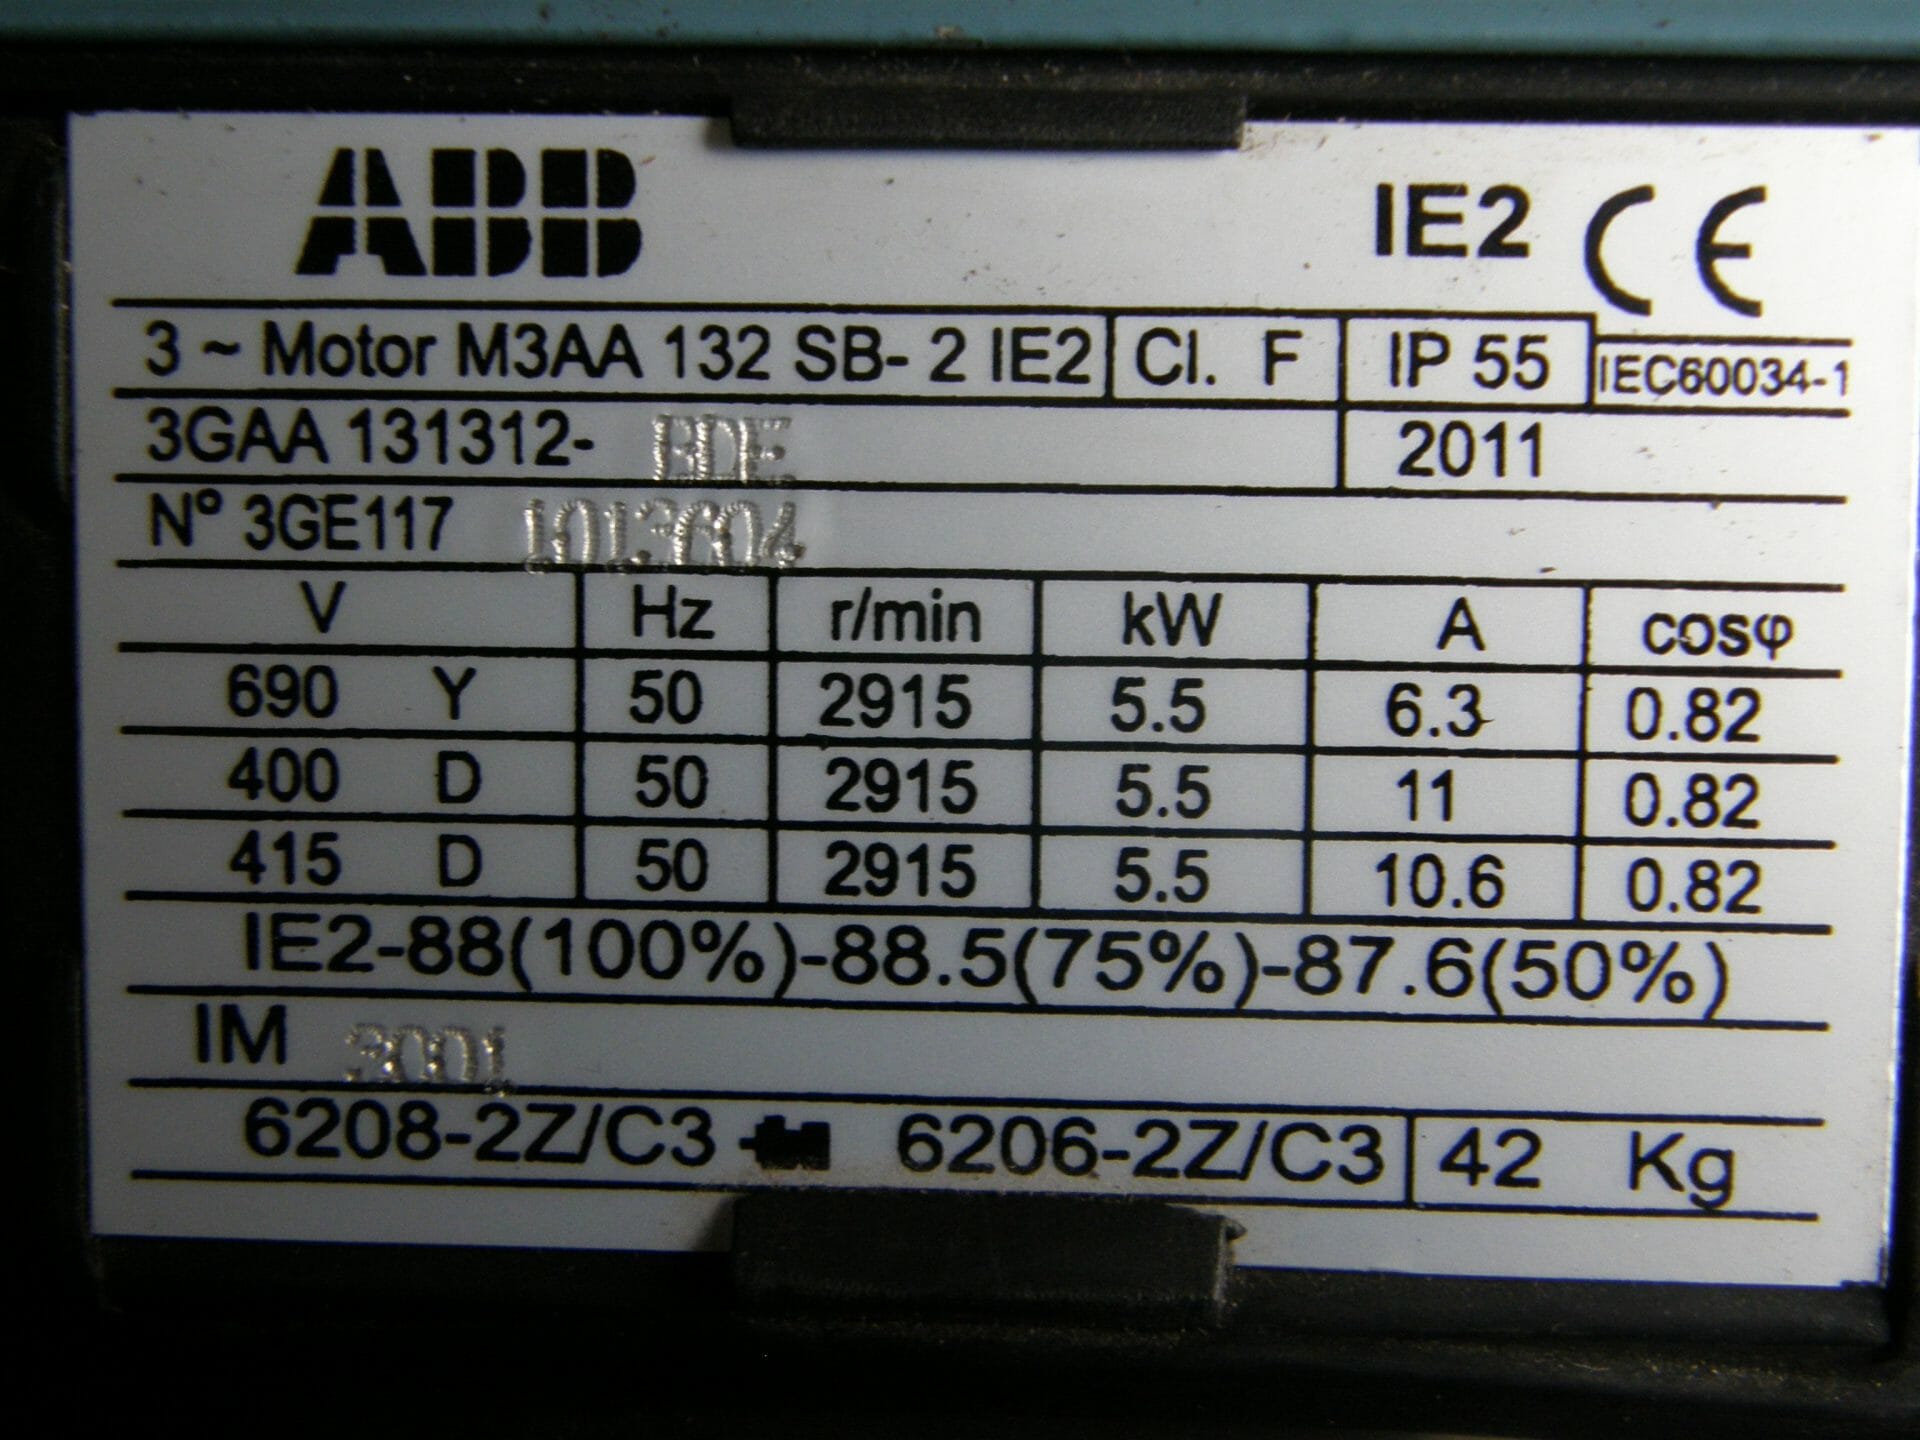 ABB IE2 CE
3 ~ Motor M3AA 132 SB- 2 IE2 Cl. F IP 55 IEC60034-1
3GAA 131312- BDE 2011
Nº 3GE117 1013604
V Hz r/min kW A cosφ
690 Y 50 2915 5.5 6.3 0.82
400 D 50 2915 5.5 11 0.82
415 D 50 2915 5.5 10.6 0.82
IE2-88(100%)-88.5(75%)-87.6(50%)
IM 3001
6208-2Z/C3 6206-2Z/C3 42 Kg